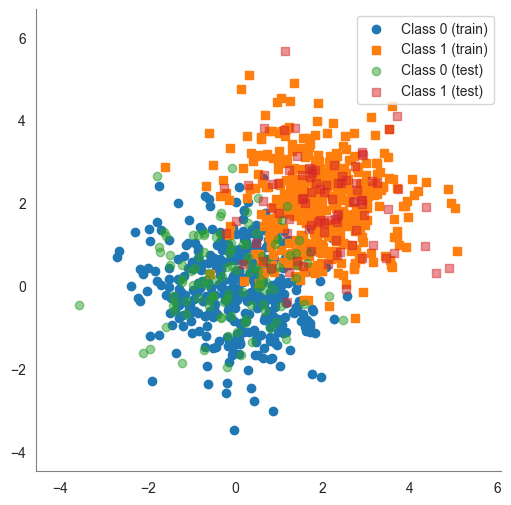 Class 0 (train)
Class 1 (train)
Class 0 (test)
Class 1 (test)
6
4
2
0
−2
−4
−4 −2 0 2 4 6